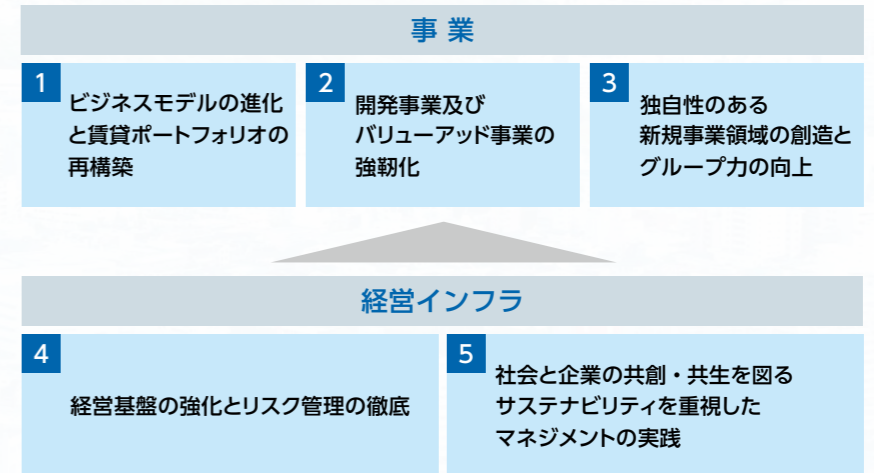 事業
1
ビジネスモデルの進化
と賃貸ポートフォリオの
再構築
2
開発事業及び
バリューアッド事業の
強靭化
3
独自性のある
新規事業領域の創造と
グループ力の向上
経営インフラ
4
経営基盤の強化とリスク管理の徹底
5
社会と企業の共創・共生を図る
サステナビリティを重視した
マネジメントの実践